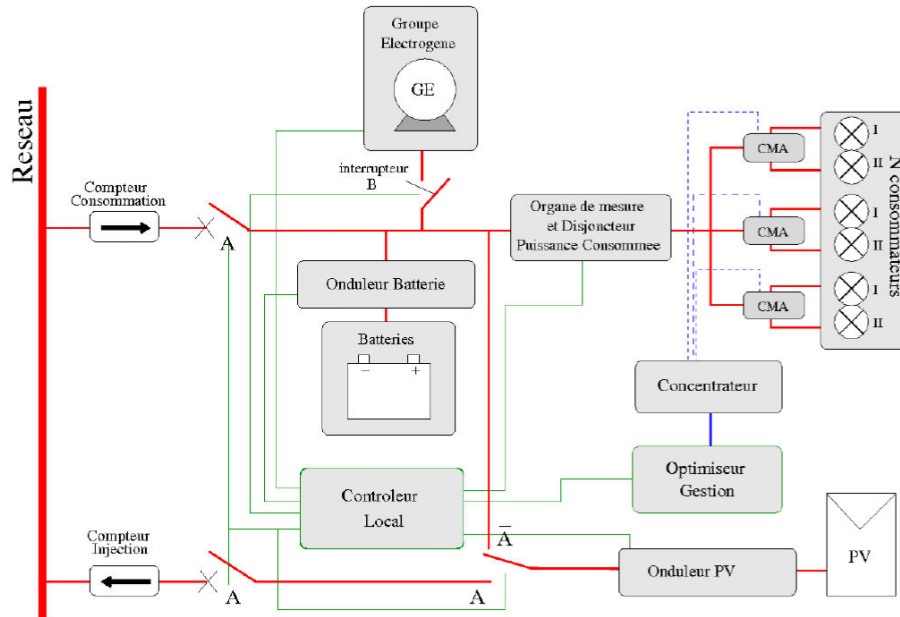 Groupe
Electrogene
GE
Reseau
interrupteur
B
Compteur
Consommation
A
Organe de mesure
et Disjoncteur
Puissance Consommee
CMA
I
II
CMA
I
II
CMA
I
II
N consommateurs
Onduleur Batterie
Batteries
– +
Concentrateur
Controleur
Local
Optimiseur
Gestion
Compteur
Injection
A
A
A̅
Onduleur PV
PV